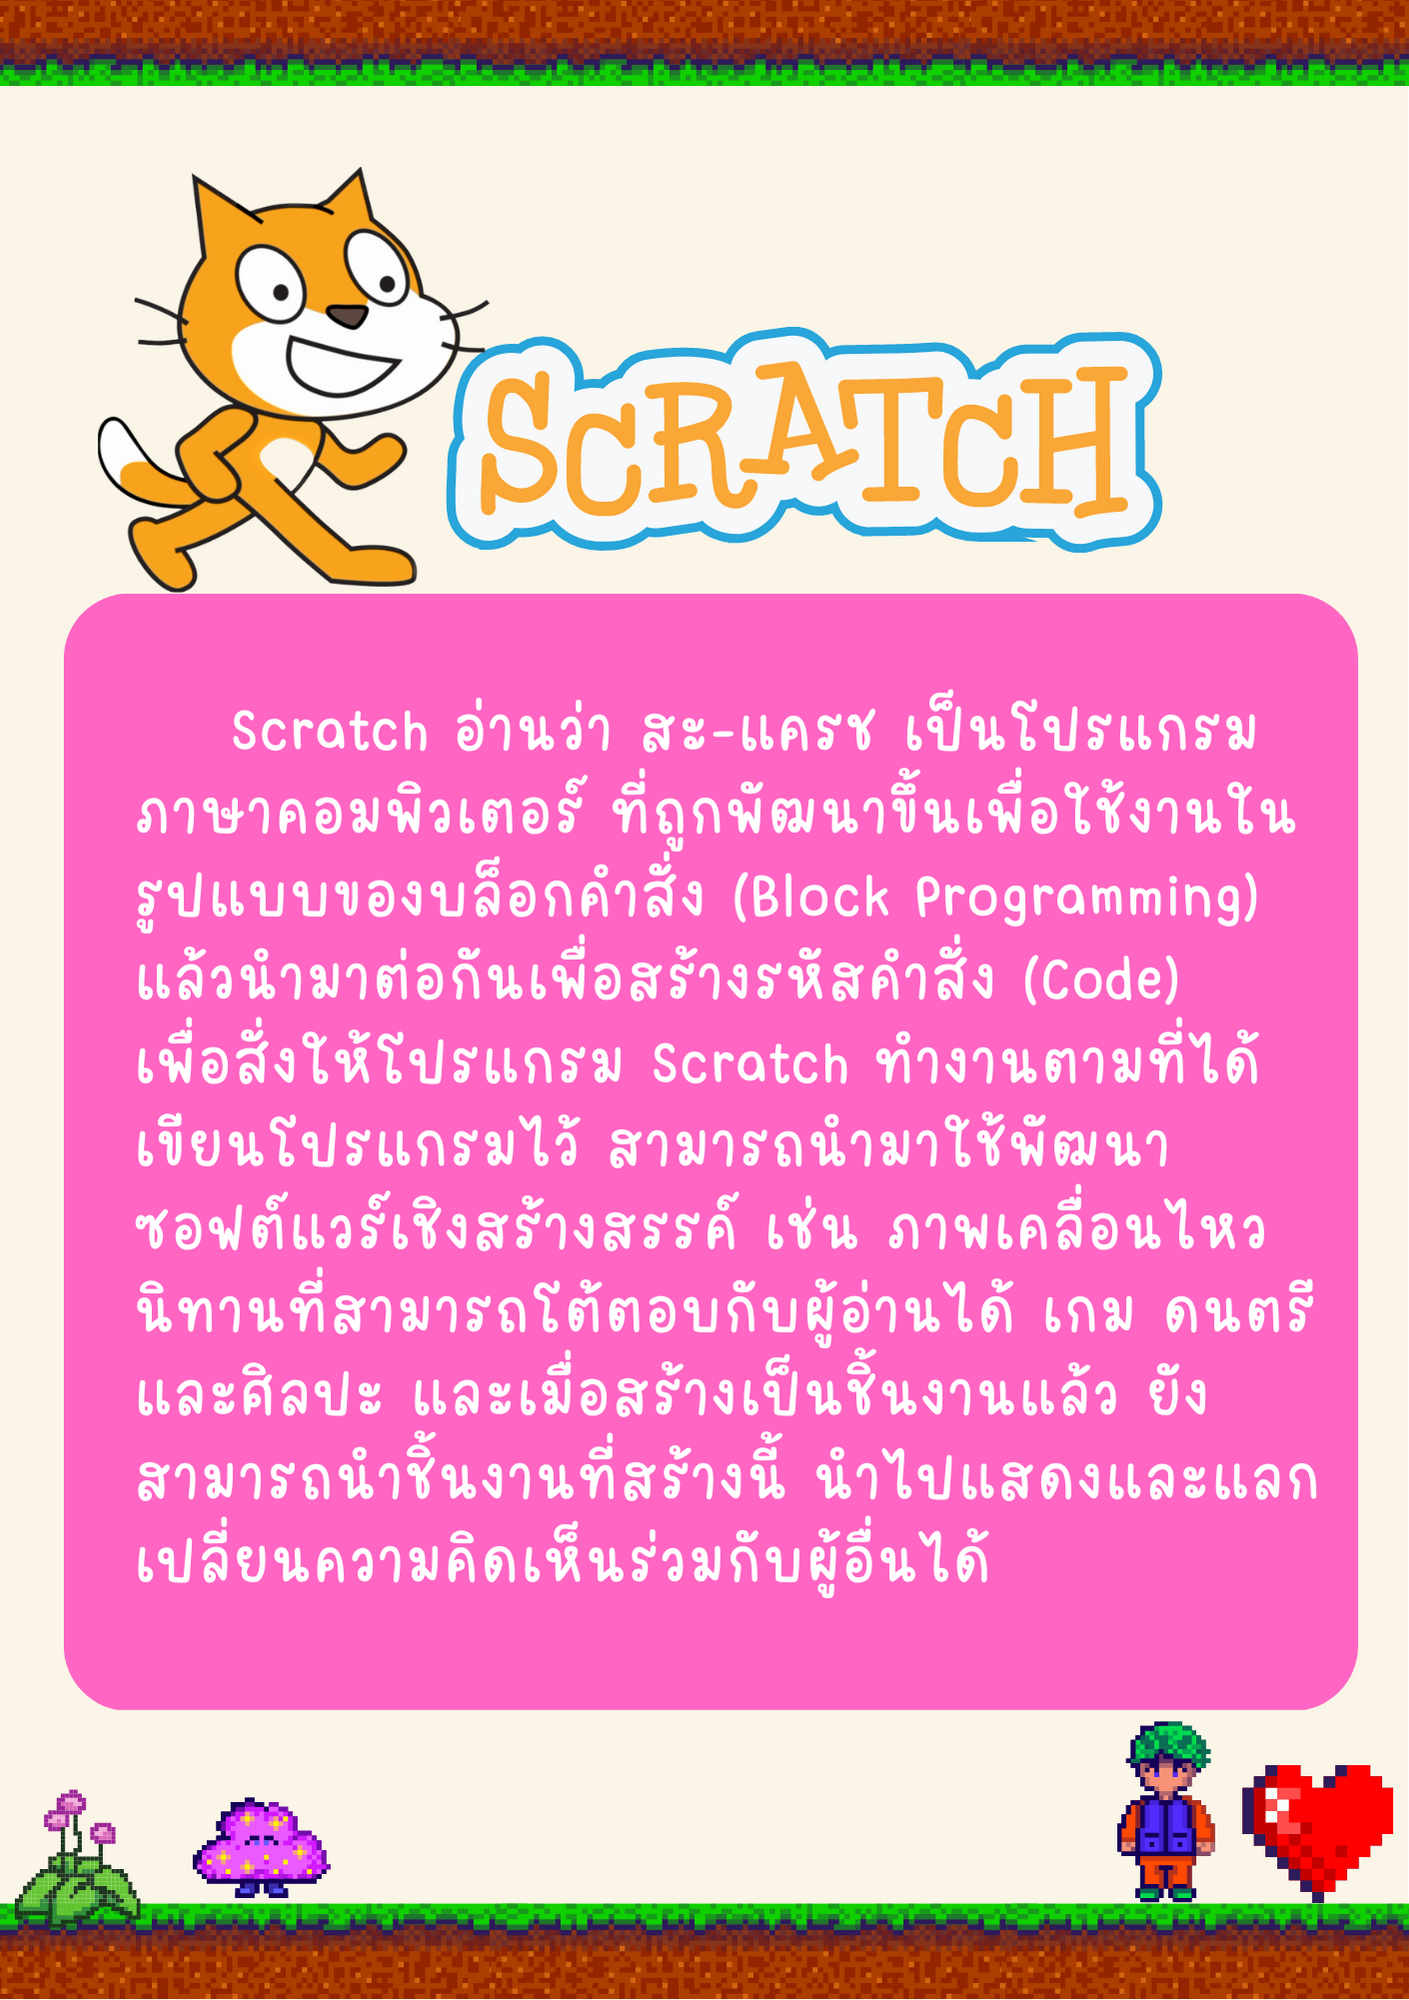 SCRATCH
Scratch อ่านว่า สะ-แครช เป็นโปรแกรม
ภาษาคอมพิวเตอร์ ที่ถูกพัฒนาขึ้นเพื่อใช้งานใน
รูปแบบของบล็อกคำสั่ง (Block Programming)
แล้วนำมาต่อกันเพื่อสร้างรหัสคำสั่ง (Code)
เพื่อสั่งให้โปรแกรม Scratch ทำงานตามที่ได้
เขียนโปรแกรมไว้ สามารถนำมาใช้พัฒนา
ซอฟต์แวร์เชิงสร้างสรรค์ เช่น ภาพเคลื่อนไหว
นิทานที่สามารถโต้ตอบกับผู้อ่านได้ เกม ดนตรี
และศิลปะ และเมื่อสร้างเป็นชิ้นงานแล้ว ยัง
สามารถนำชิ้นงานที่สร้างนี้ นำไปแสดงและแลก
เปลี่ยนความคิดเห็นร่วมกับผู้อื่นได้